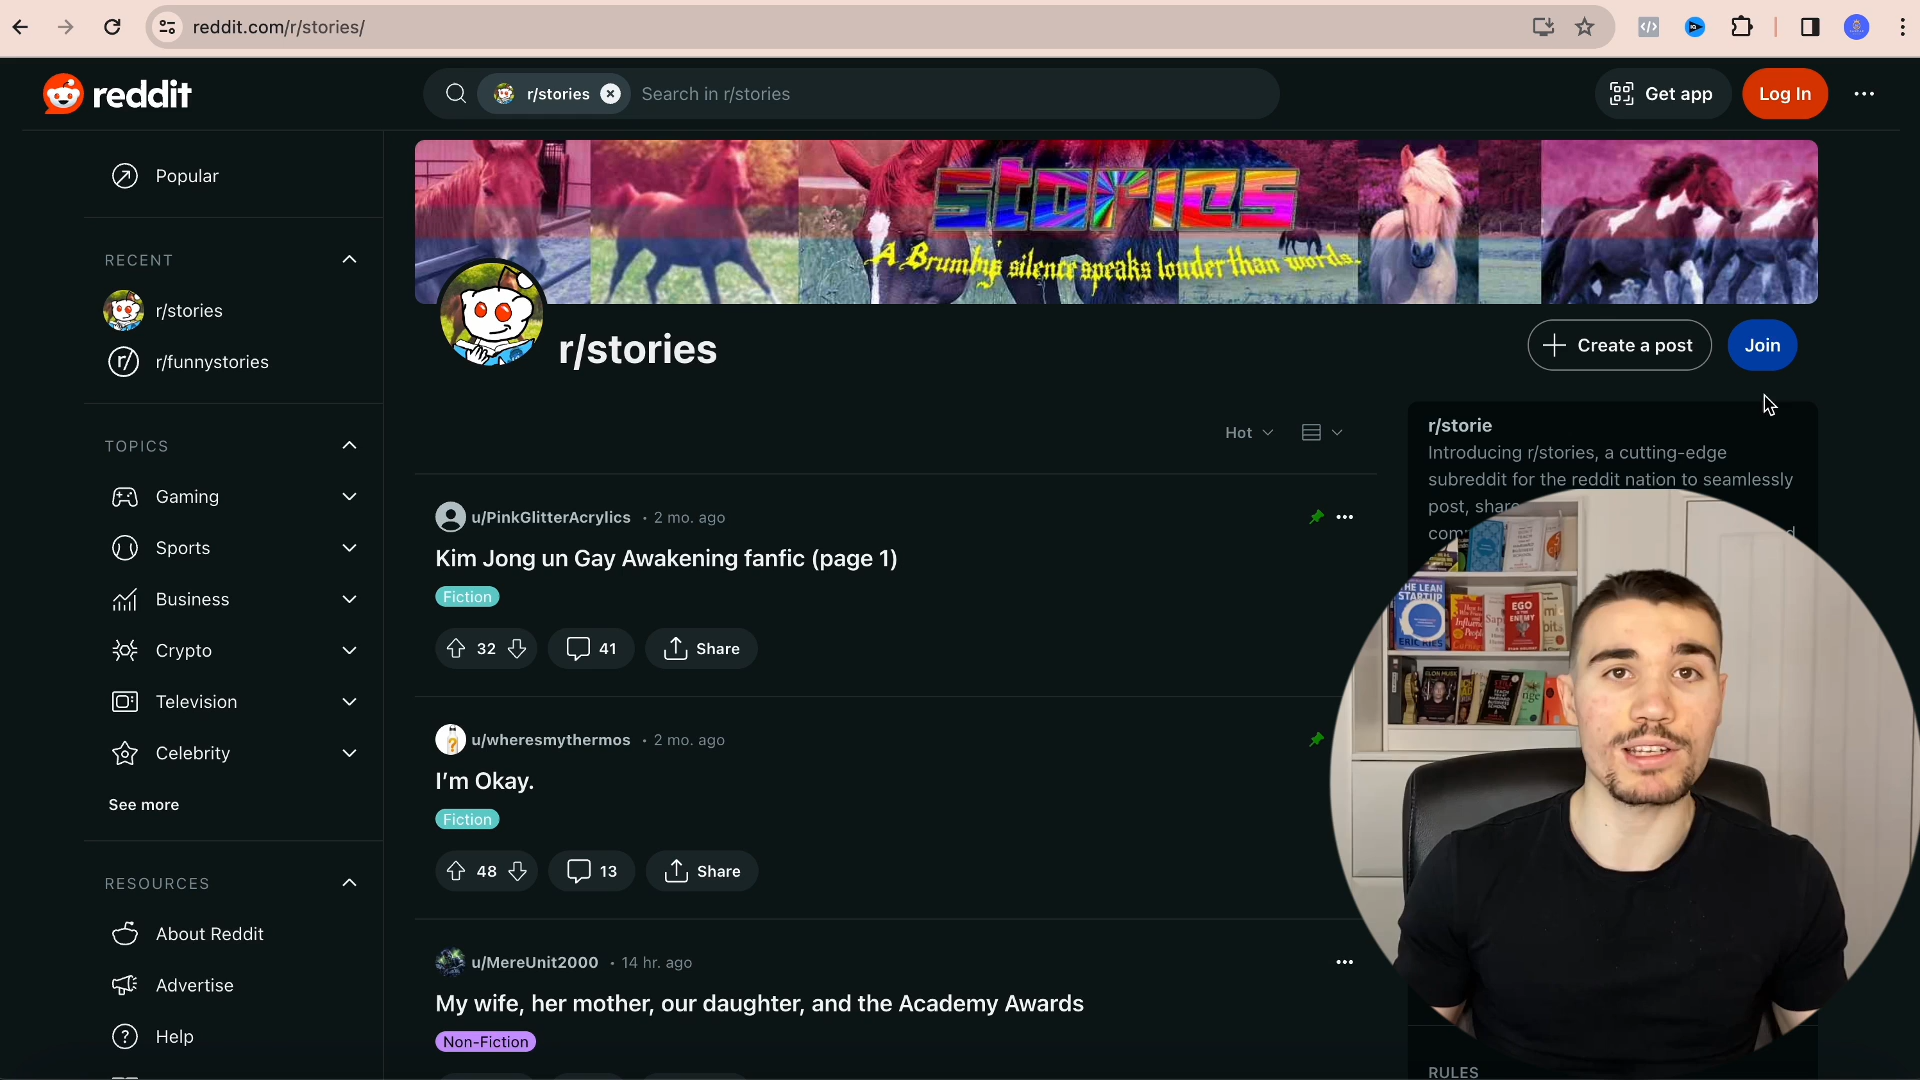 reddit.com/r/stories/
reddit
r/stories
Search in r/stories
Get app
Log In
Popular
RECENT
r/stories
r/funnystories
TOPICS
Gaming
Sports
Business
Crypto
Television
Celebrity
See more
RESOURCES
About Reddit
Advertise
Help
stories
A Brumby's silence speaks louder than words.
r/stories
Create a post
Join
Hot
u/PinkGlitterAcrylics • 2 mo. ago
Kim Jong un Gay Awakening fanfic (page 1)
Fiction
32
41
Share
u/wheresmythermos • 2 mo. ago
I'm Okay.
Fiction
48
13
Share
u/MereUnit2000 • 14 hr. ago
My wife, her mother, our daughter, and the Academy Awards
Non-Fiction
r/storie
Introducing r/stories, a cutting-edge
subreddit for the reddit nation to seamlessly
post, share
com
RULES
THE LEAN
STARTUP
ERIC RIES
EGO
IS THE
ENEMY
ELON MUSK